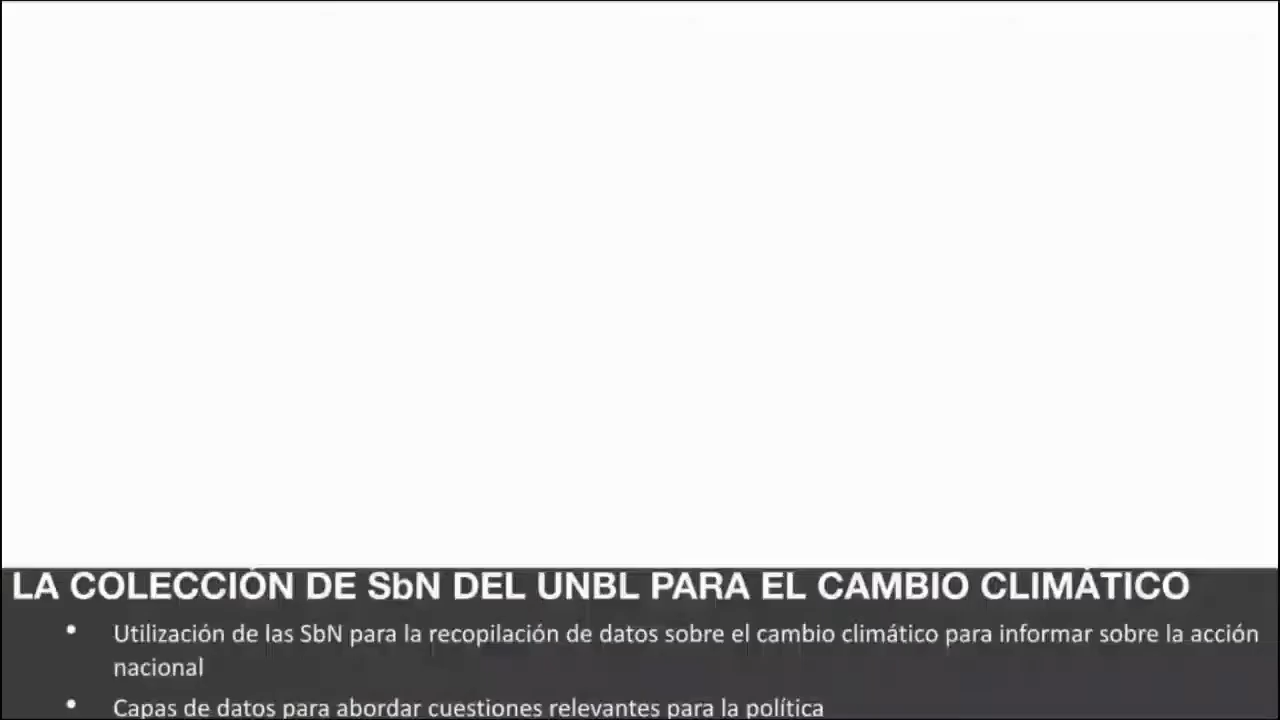 LA COLECCIÓN DE SbN DEL UNBL PARA EL CAMBIO CLIMÁTICO
• Utilización de las SbN para la recopilación de datos sobre el cambio climático para informar sobre la acción
nacional
• Capas de datos para abordar cuestiones relevantes para la política